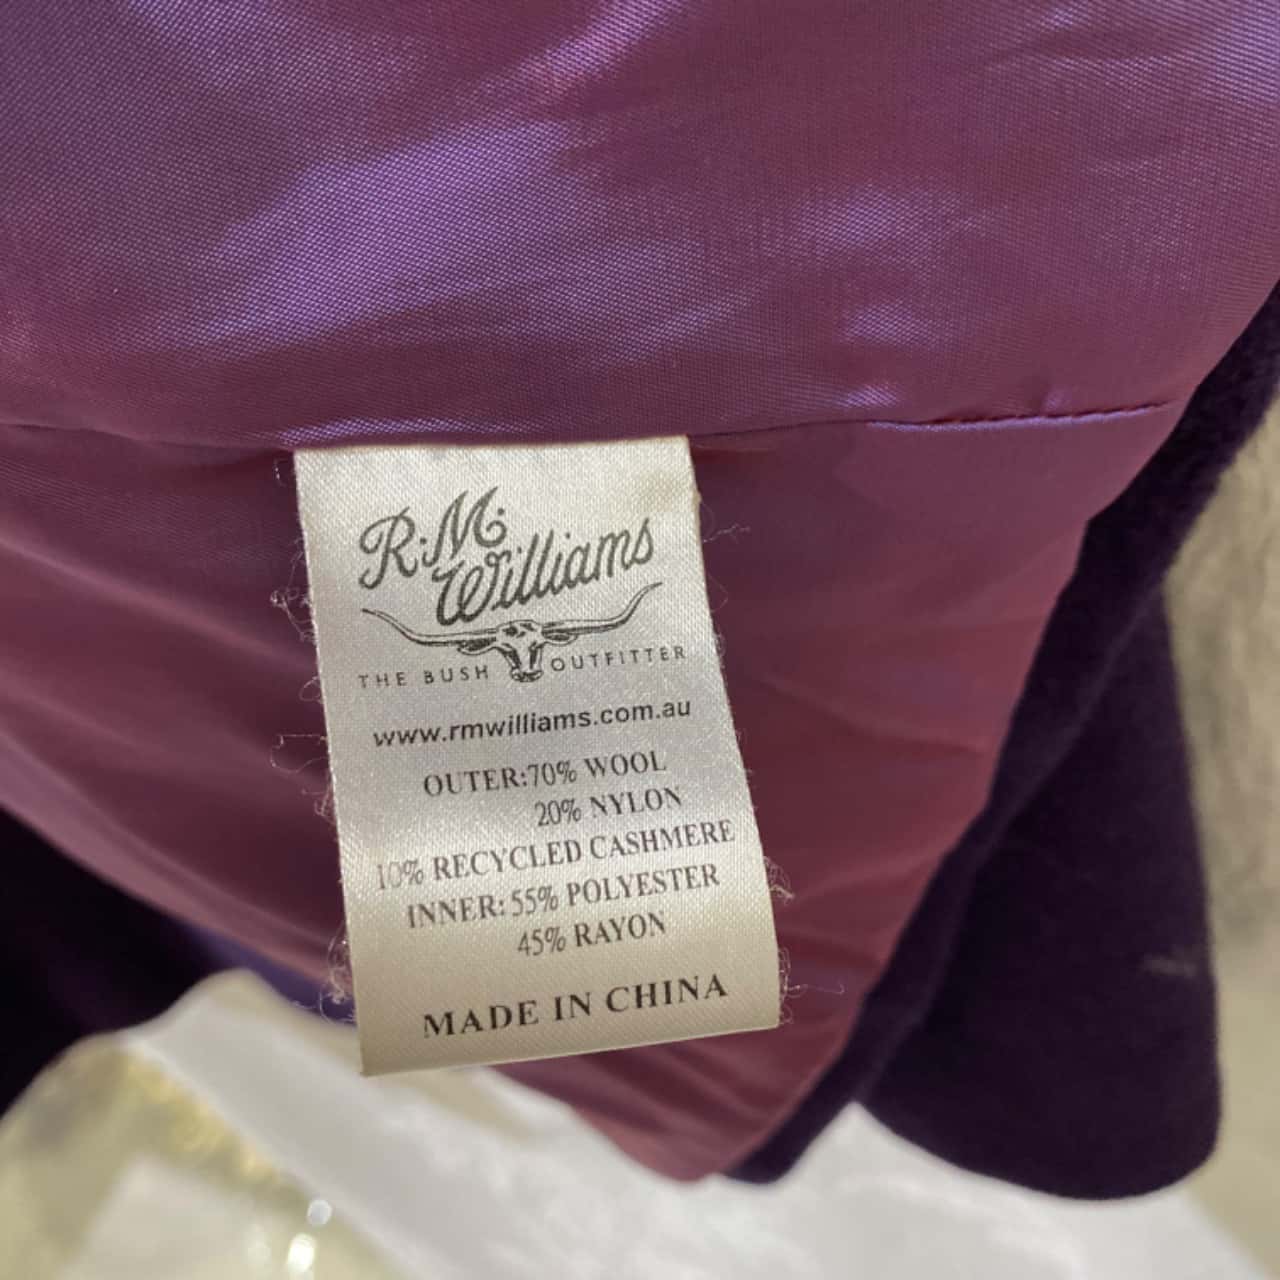 R.M.
Williams
THE BUSH OUTFITTER
www.rmwilliams.com.au
OUTER:70% WOOL
20% NYLON
10% RECYCLED CASHMERE
INNER: 55% POLYESTER
45% RAYON
MADE IN CHINA